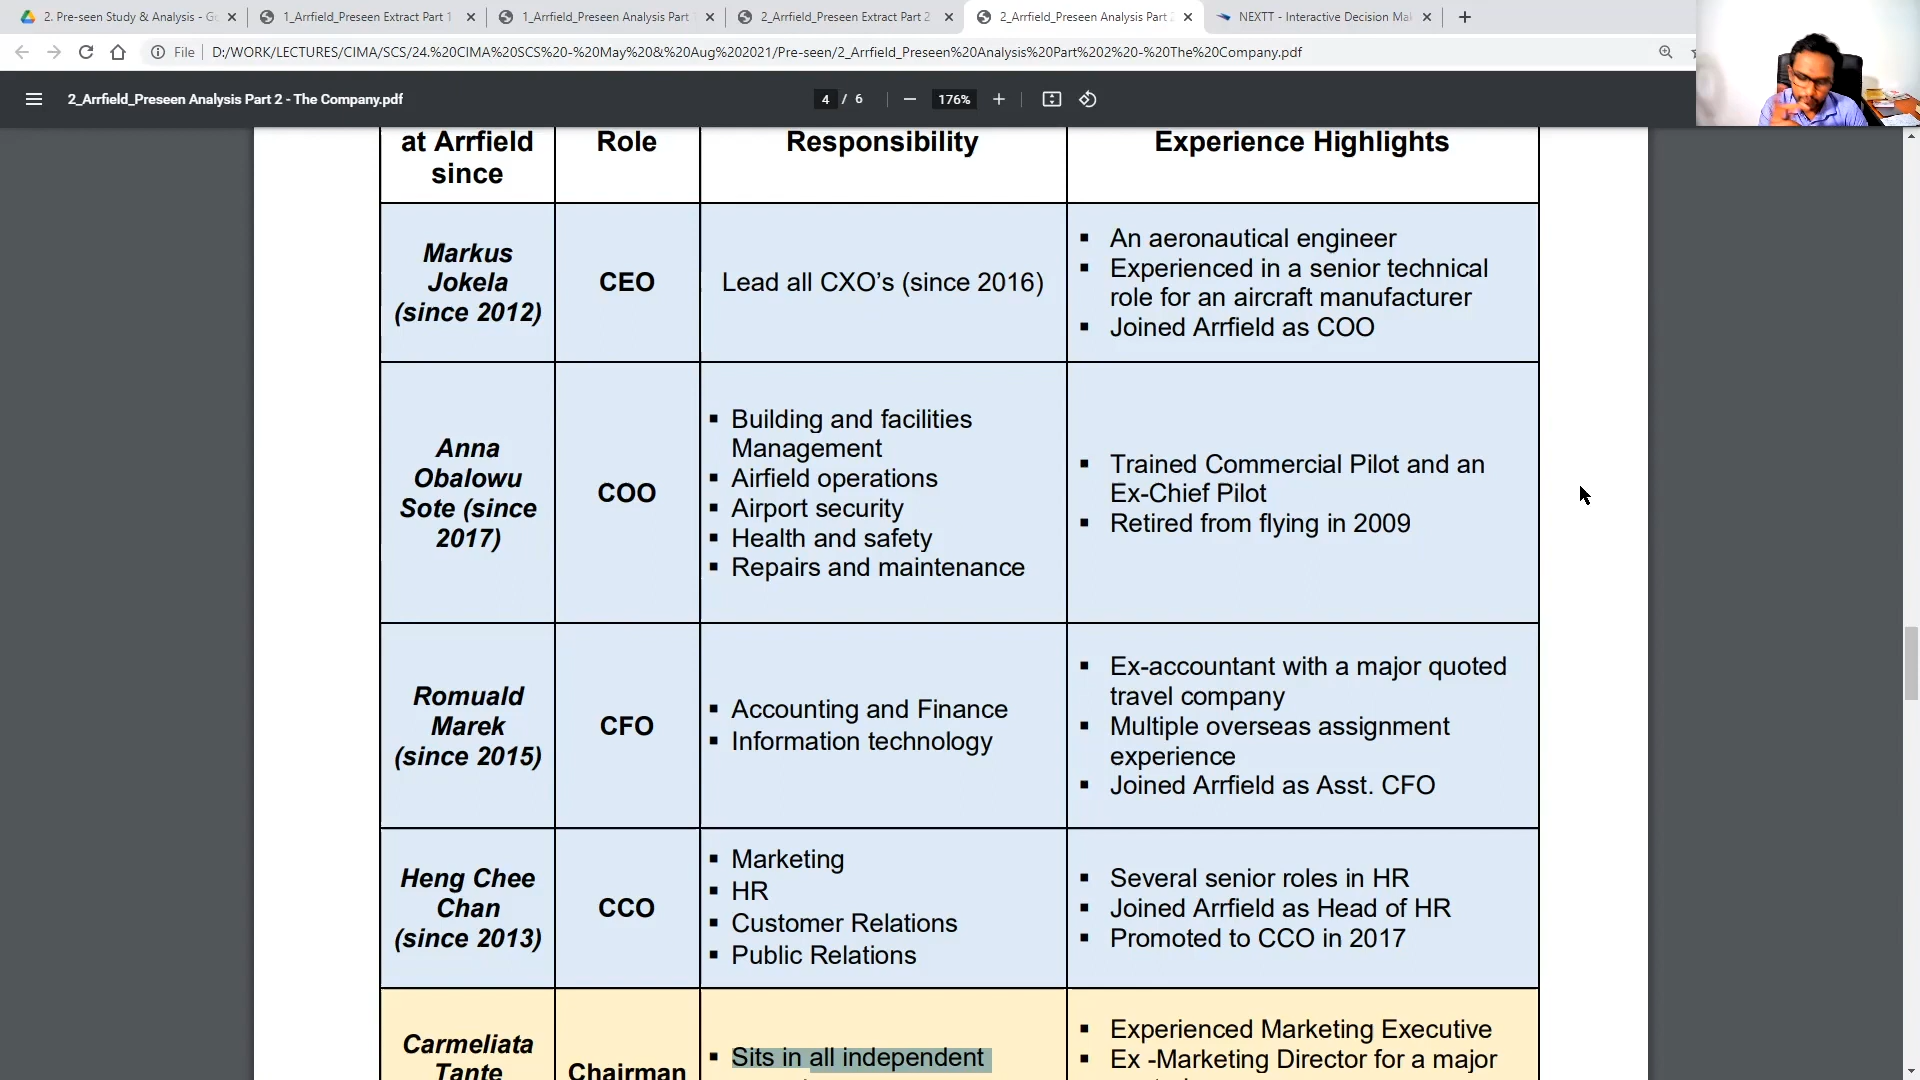 2. Pre-seen Study & Analysis - G
1_Arrfield_Preseen Extract Part 1
1_Arrfield_Preseen Analysis Part
2_Arrfield_Preseen Extract Part 2
2_Arrfield_Preseen Analysis Part
NEXTT - Interactive Decision Ma
File
D:/WORK/LECTURES/CIMA/SCS/24.%20CIMA%20SCS%20-%20May%20&%20Aug%202021/Pre-seen/2_Arrfield_Preseen%20Analysis%20Part%202%20-%20The%20Company.pdf
2_Arrfield_Preseen Analysis Part 2 - The Company.pdf
4 / 6
176%
at Arrfield
since
Role
Responsibility
Experience Highlights
Markus
Jokela
(since 2012)
CEO
Lead all CXO’s (since 2016)
▪ An aeronautical engineer
▪ Experienced in a senior technical
role for an aircraft manufacturer
▪ Joined Arrfield as COO
Anna
Obalowu
Sote (since
2017)
COO
▪ Building and facilities
Management
▪ Airfield operations
▪ Airport security
▪ Health and safety
▪ Repairs and maintenance
▪ Trained Commercial Pilot and an
Ex-Chief Pilot
▪ Retired from flying in 2009
Romuald
Marek
(since 2015)
CFO
▪ Accounting and Finance
▪ Information technology
▪ Ex-accountant with a major quoted
travel company
▪ Multiple overseas assignment
experience
▪ Joined Arrfield as Asst. CFO
Heng Chee
Chan
(since 2013)
CCO
▪ Marketing
▪ HR
▪ Customer Relations
▪ Public Relations
▪ Several senior roles in HR
▪ Joined Arrfield as Head of HR
▪ Promoted to CCO in 2017
Carmeliata
Tante
Chairman
▪ Sits in all independent
▪ Experienced Marketing Executive
▪ Ex -Marketing Director for a major